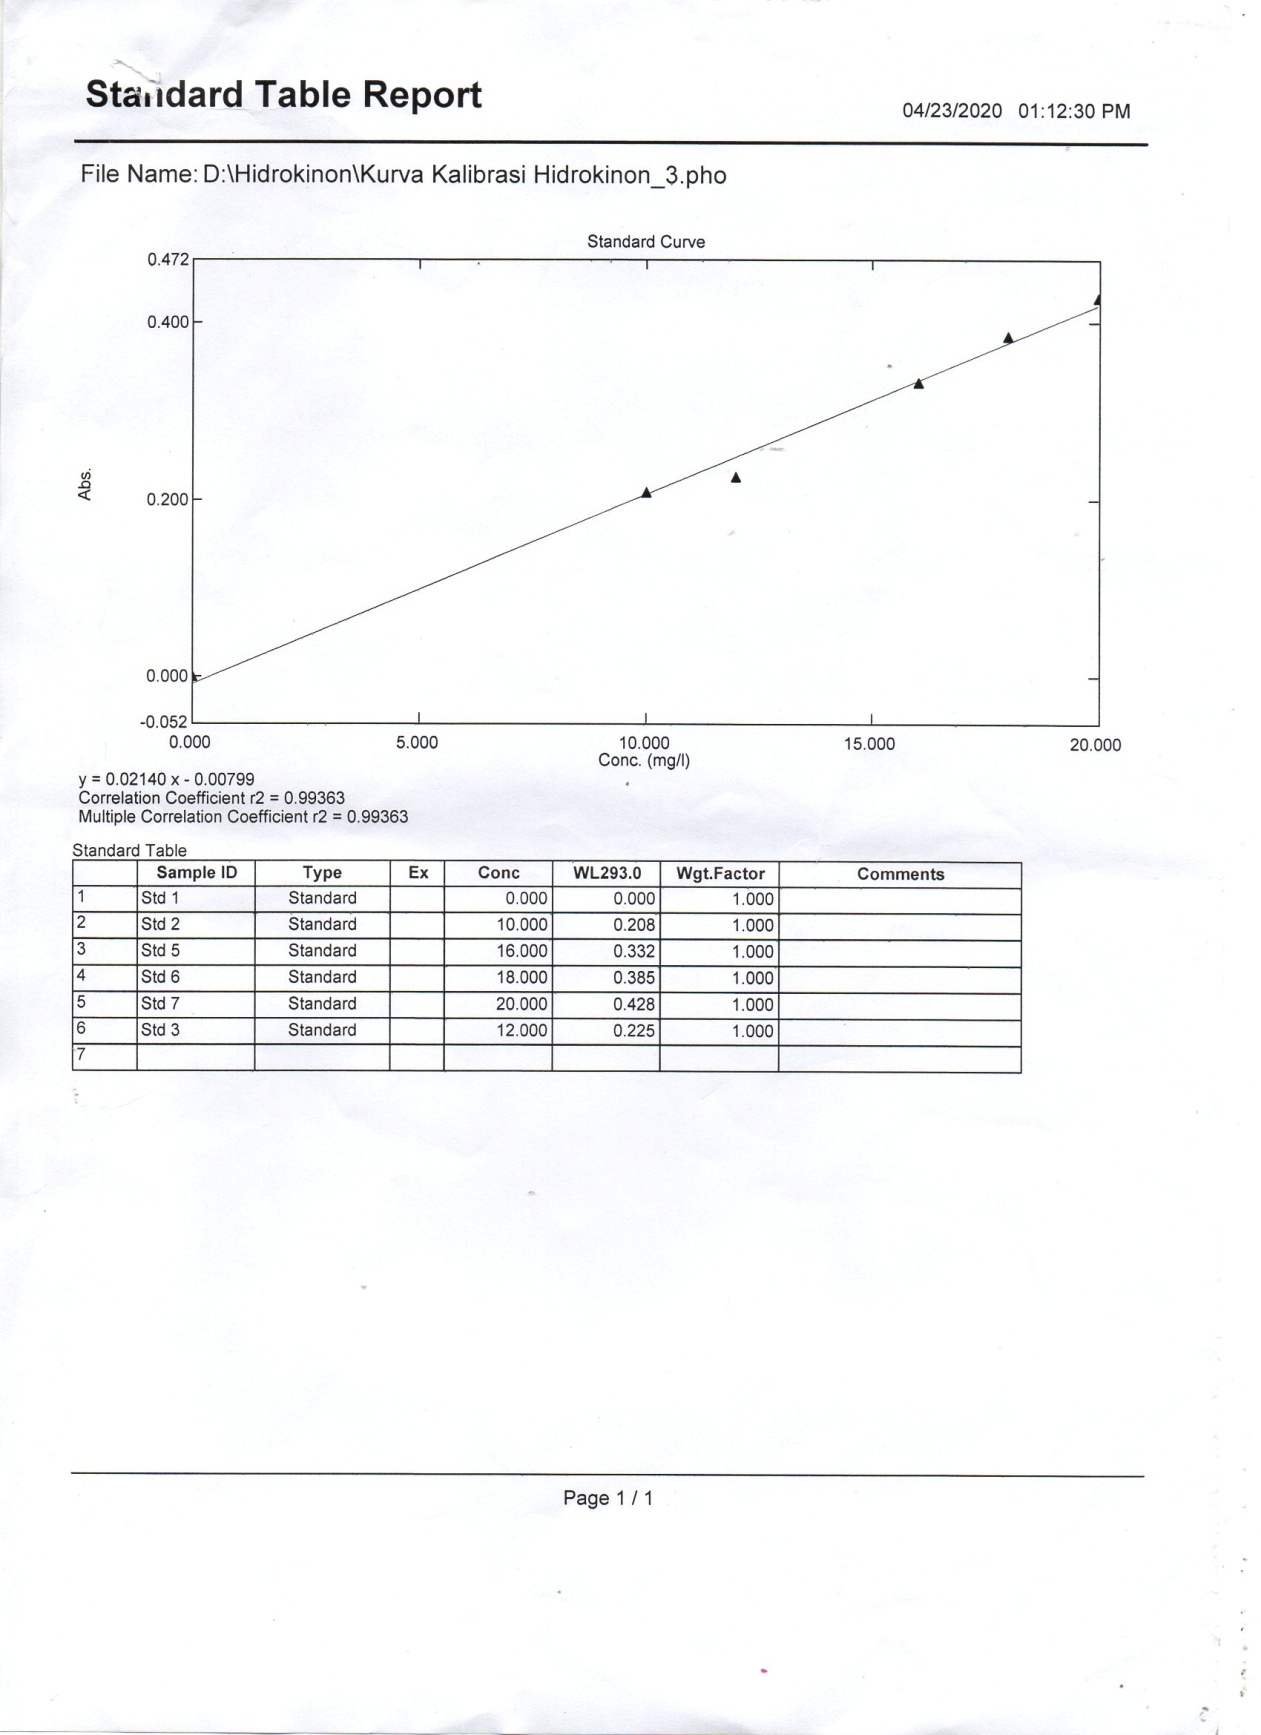 Standard Table Report
04/23/2020 01:12:30 PM
File Name: D:\Hidrokinon\Kurva Kalibrasi Hidrokinon_3.pho
Standard Curve
0.472
0.400
0.200
0.000
-0.052
Abs.
0.000 5.000 10.000 15.000 20.000
Conc. (mg/l)
y = 0.02140 x - 0.00799
Correlation Coefficient r2 = 0.99363
Multiple Correlation Coefficient r2 = 0.99363
Standard Table
Sample ID Type Ex Conc WL293.0 Wgt.Factor Comments
1 Std 1 Standard 0.000 0.000 1.000
2 Std 2 Standard 10.000 0.208 1.000
3 Std 5 Standard 16.000 0.332 1.000
4 Std 6 Standard 18.000 0.385 1.000
5 Std 7 Standard 20.000 0.428 1.000
6 Std 3 Standard 12.000 0.225 1.000
7
Page 1 / 1